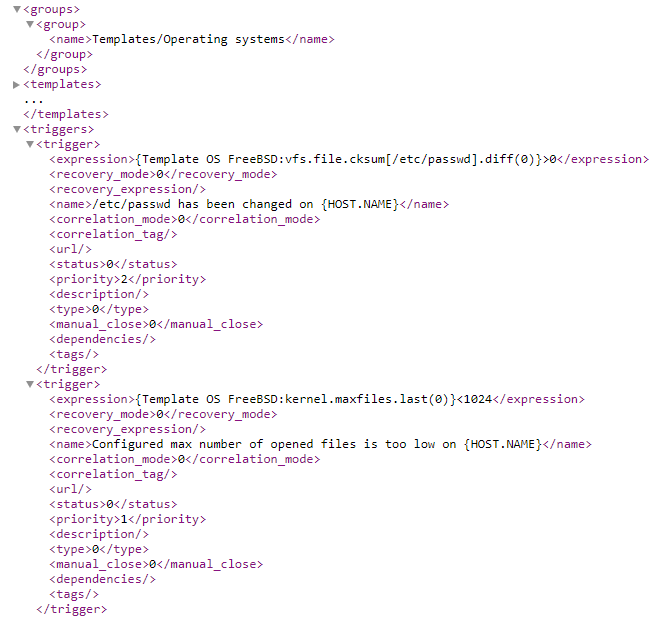 <groups>
<group>
<name>Templates/Operating systems</name>
</group>
</groups>
<templates>
...
</templates>
<triggers>
<trigger>
<expression>{Template OS FreeBSD:vfs.file.cksum[/etc/passwd].diff(0)}>0</expression>
<recovery_mode>0</recovery_mode>
<recovery_expression/>
<name>/etc/passwd has been changed on {HOST.NAME}</name>
<correlation_mode>0</correlation_mode>
<correlation_tag/>
<url/>
<status>0</status>
<priority>2</priority>
<description/>
<type>0</type>
<manual_close>0</manual_close>
<dependencies/>
<tags/>
</trigger>
<trigger>
<expression>{Template OS FreeBSD:kernel.maxfiles.last(0)}<1024</expression>
<recovery_mode>0</recovery_mode>
<recovery_expression/>
<name>Configured max number of opened files is too low on {HOST.NAME}</name>
<correlation_mode>0</correlation_mode>
<correlation_tag/>
<url/>
<status>0</status>
<priority>1</priority>
<description/>
<type>0</type>
<manual_close>0</manual_close>
<dependencies/>
<tags/>
</trigger>